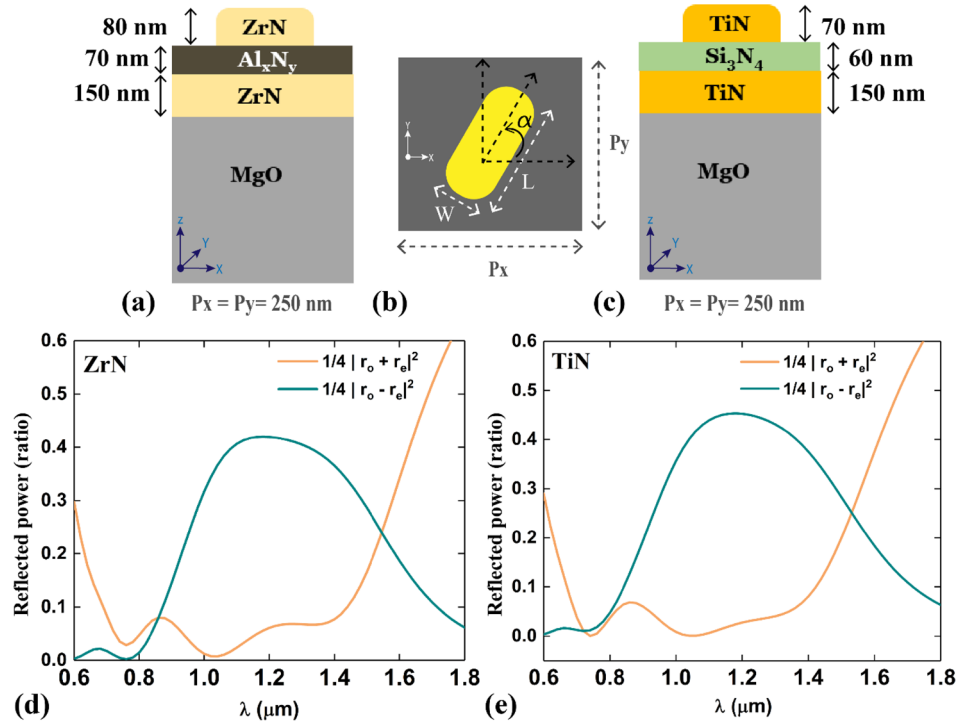 80 nm
ZrN
70 nm
AlₓNᵧ
150 nm
ZrN
MgO
Z
Y
X
(a)
Px = Py= 250 nm
α
Y
X
L
W
Py
Px
(b)
TiN
70 nm
Si₃N₄
60 nm
TiN
150 nm
MgO
z
Y
X
(c)
Px = Py= 250 nm
ZrN
1/4 | rₒ + rₑ|²
1/4 | rₒ - rₑ|²
Reflected power (ratio)
0.6
0.5
0.4
0.3
0.2
0.1
0.0
0.6 0.8 1.0 1.2 1.4 1.6 1.8
λ (μm)
(d)
TiN
1/4 | rₒ + rₑ|²
1/4 | rₒ - rₑ|²
Reflected power (ratio)
0.6
0.5
0.4
0.3
0.2
0.1
0.0
0.6 0.8 1.0 1.2 1.4 1.6 1.8
λ (μm)
(e)